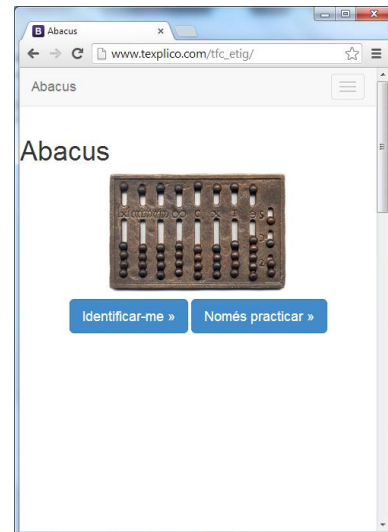 Abacus
www.texplico.com/tfc_etig/
Abacus
Abacus
Identificar-me »
Només practicar »